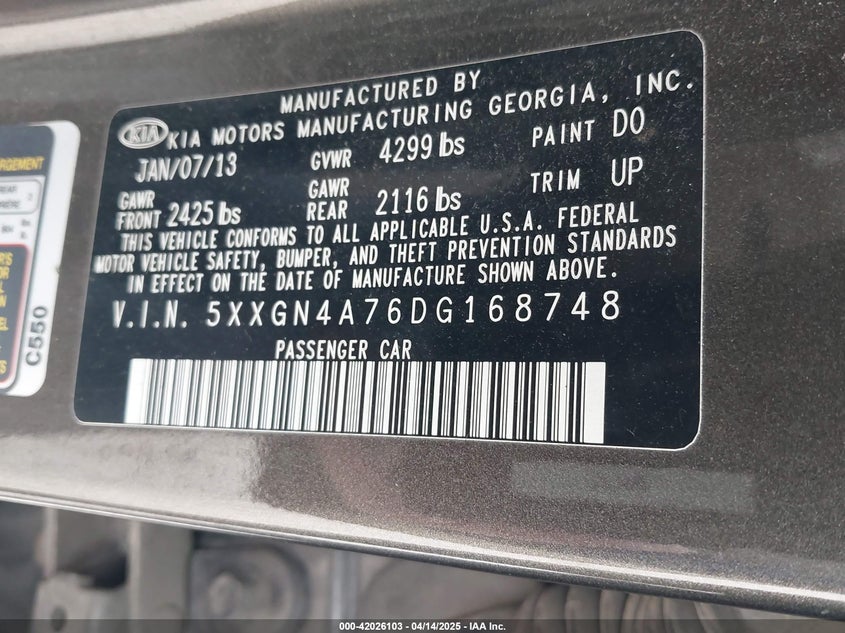 MANUFACTURED BY
KIA KIA MOTORS MANUFACTURING GEORGIA, INC.
JAN/07/13 GVWR 4299 lbs PAINT DO
GAWR FRONT 2425 lbs GAWR REAR 2116 lbs TRIM UP
THIS VEHICLE CONFORMS TO ALL APPLICABLE U.S.A. FEDERAL
MOTOR VEHICLE SAFETY, BUMPER, AND THEFT PREVENTION STANDARDS
IN EFFECT ON THE DATE OF MANUFACTURE SHOWN ABOVE.
V.I.N. 5XXGN4A76DG168748
PASSENGER CAR
C550
000-42026103 - 04/14/2025 - IAA Inc.